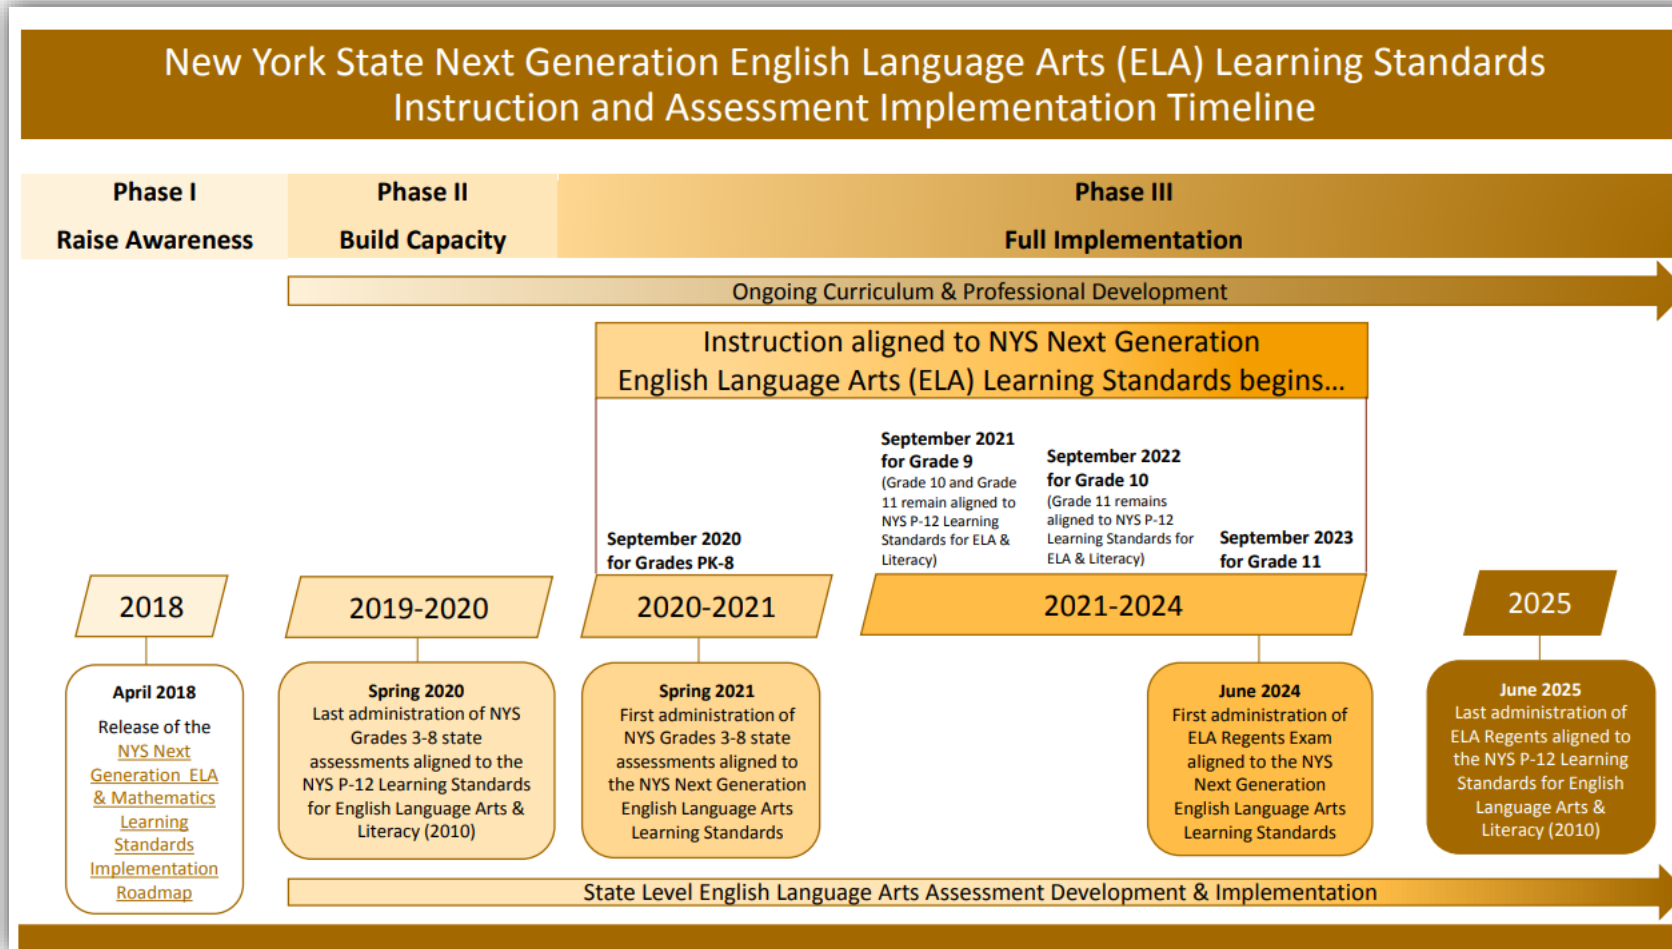 New York State Next Generation English Language Arts (ELA) Learning Standards
Instruction and Assessment Implementation Timeline
Phase I
Raise Awareness
Phase II
Build Capacity
Phase III
Full Implementation
Ongoing Curriculum & Professional Development
Instruction aligned to NYS Next Generation
English Language Arts (ELA) Learning Standards begins...
September 2020
for Grades PK-8
September 2021
for Grade 9
(Grade 10 and Grade
11 remain aligned to
NYS P-12 Learning
Standards for ELA &
Literacy)
September 2022
for Grade 10
(Grade 11 remains
aligned to NYS P-12
Learning Standards for
ELA & Literacy)
September 2023
for Grade 11
2018
2019-2020
2020-2021
2021-2024
2025
April 2018
Release of the
NYS Next
Generation ELA
& Mathematics
Learning
Standards
Implementation
Roadmap
Spring 2020
Last administration of NYS
Grades 3-8 state
assessments aligned to the
NYS P-12 Learning Standards
for English Language Arts &
Literacy (2010)
Spring 2021
First administration of
NYS Grades 3-8 state
assessments aligned to
the NYS Next Generation
English Language Arts
Learning Standards
June 2024
First administration of
ELA Regents Exam
aligned to the NYS
Next Generation
English Language Arts
Learning Standards
June 2025
Last administration of
ELA Regents aligned to
the NYS P-12 Learning
Standards for English
Language Arts &
Literacy (2010)
State Level English Language Arts Assessment Development & Implementation